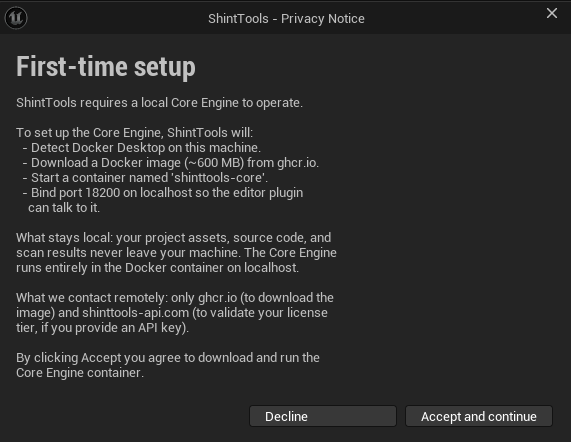 ShintTools - Privacy Notice
First-time setup
ShintTools requires a local Core Engine to operate.
To set up the Core Engine, ShintTools will:
- Detect Docker Desktop on this machine.
- Download a Docker image (~600 MB) from ghcr.io.
- Start a container named 'shinttools-core'.
- Bind port 18200 on localhost so the editor plugin
can talk to it.
What stays local: your project assets, source code, and
scan results never leave your machine. The Core Engine
runs entirely in the Docker container on localhost.
What we contact remotely: only ghcr.io (to download the
image) and shinttools-api.com (to validate your license
tier, if you provide an API key).
By clicking Accept you agree to download and run the
Core Engine container.
Decline
Accept and continue